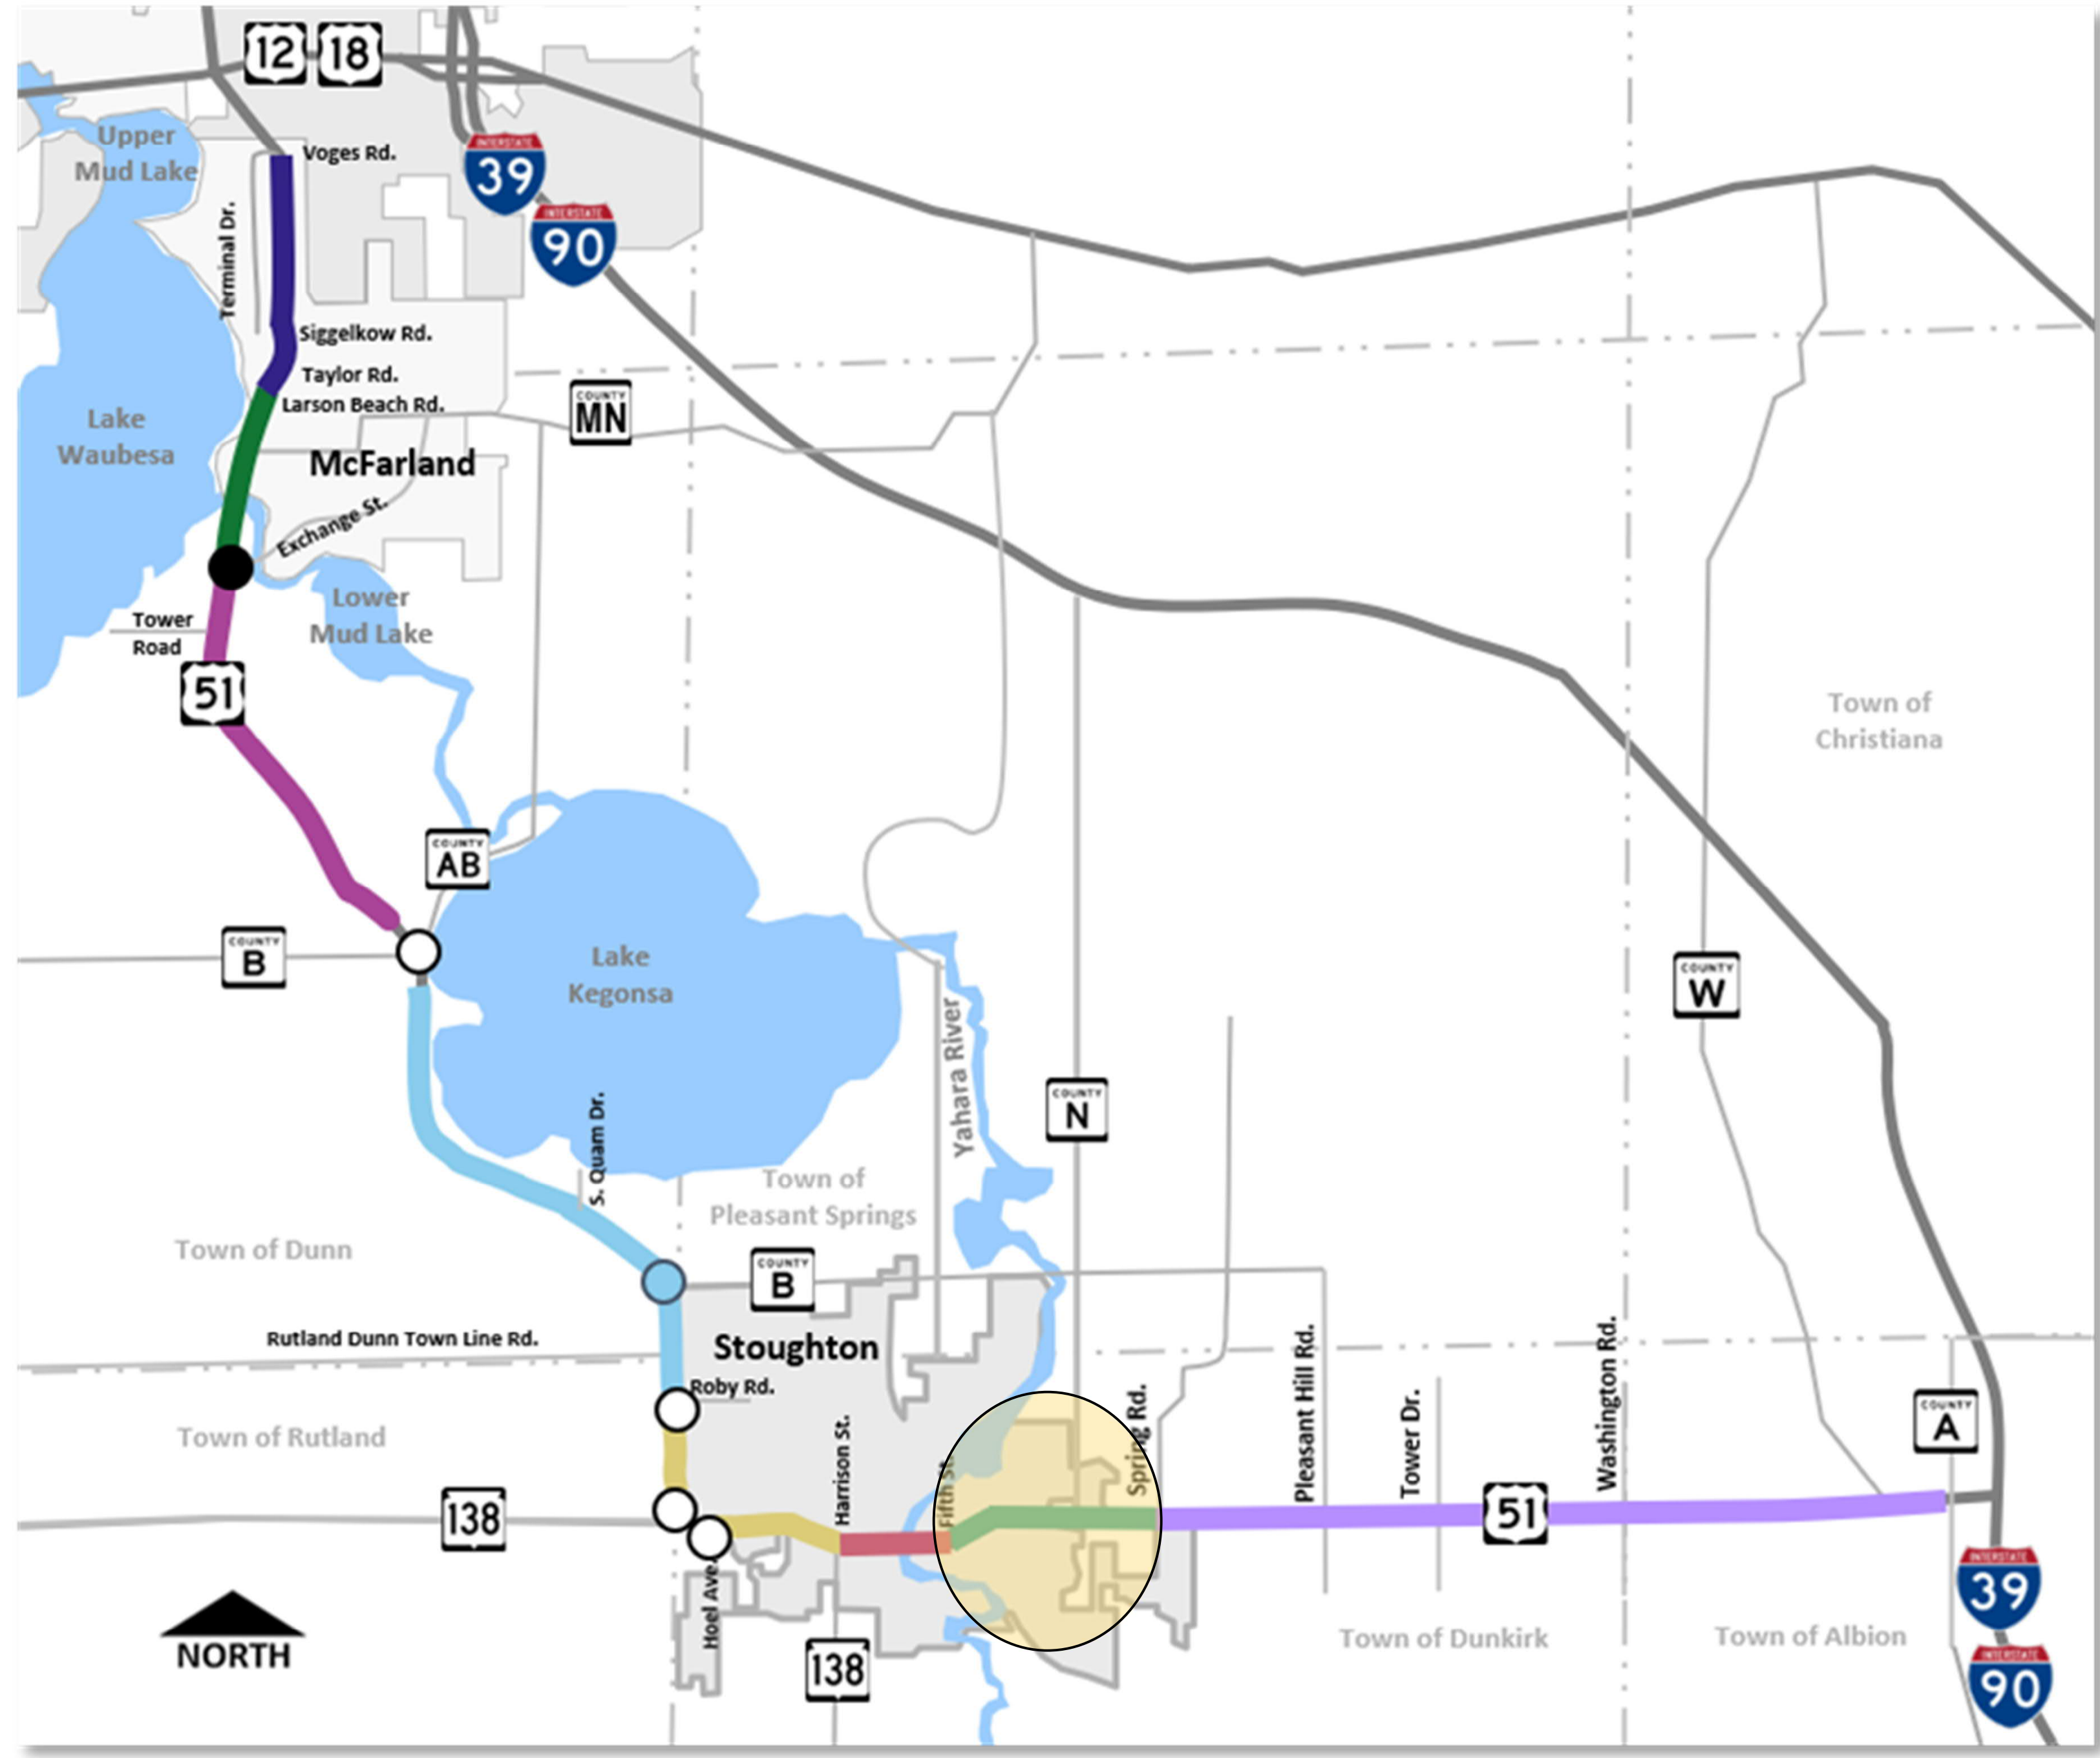 12
18
INTERSTATE
39
INTERSTATE
90
Upper
Mud Lake
Voges Rd.
Terminal Dr.
Siggelkow Rd.
Taylor Rd.
Larson Beach Rd.
COUNTY
MN
Lake
Waubesa
McFarland
Exchange St.
Lower
Mud Lake
Tower
Road
51
Town of
Christiana
COUNTY
AB
COUNTY
B
Lake
Kegonsa
COUNTY
W
Yahara River
COUNTY
N
S. Quam Dr.
Town of
Pleasant Springs
Town of Dunn
COUNTY
B
Rutland Dunn Town Line Rd.
Stoughton
Roby Rd.
Town of Rutland
Harrison St.
Fifth St.
Spring Rd.
Pleasant Hill Rd.
Tower Dr.
Washington Rd.
COUNTY
A
138
51
Hoel Ave.
INTERSTATE
39
Town of Dunkirk
Town of Albion
NORTH
138
INTERSTATE
90